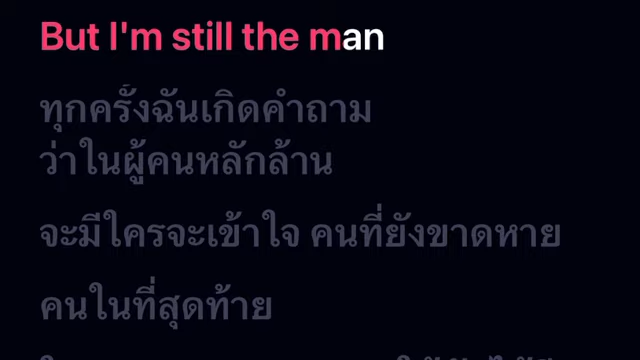 But I'm still the man
ทุกครั้งฉันเกิดคำถาม
ว่าในผู้คนหลักล้าน
จะมีใครจะเข้าใจ คนที่ยังขาดหาย
คนในที่สุดท้าย